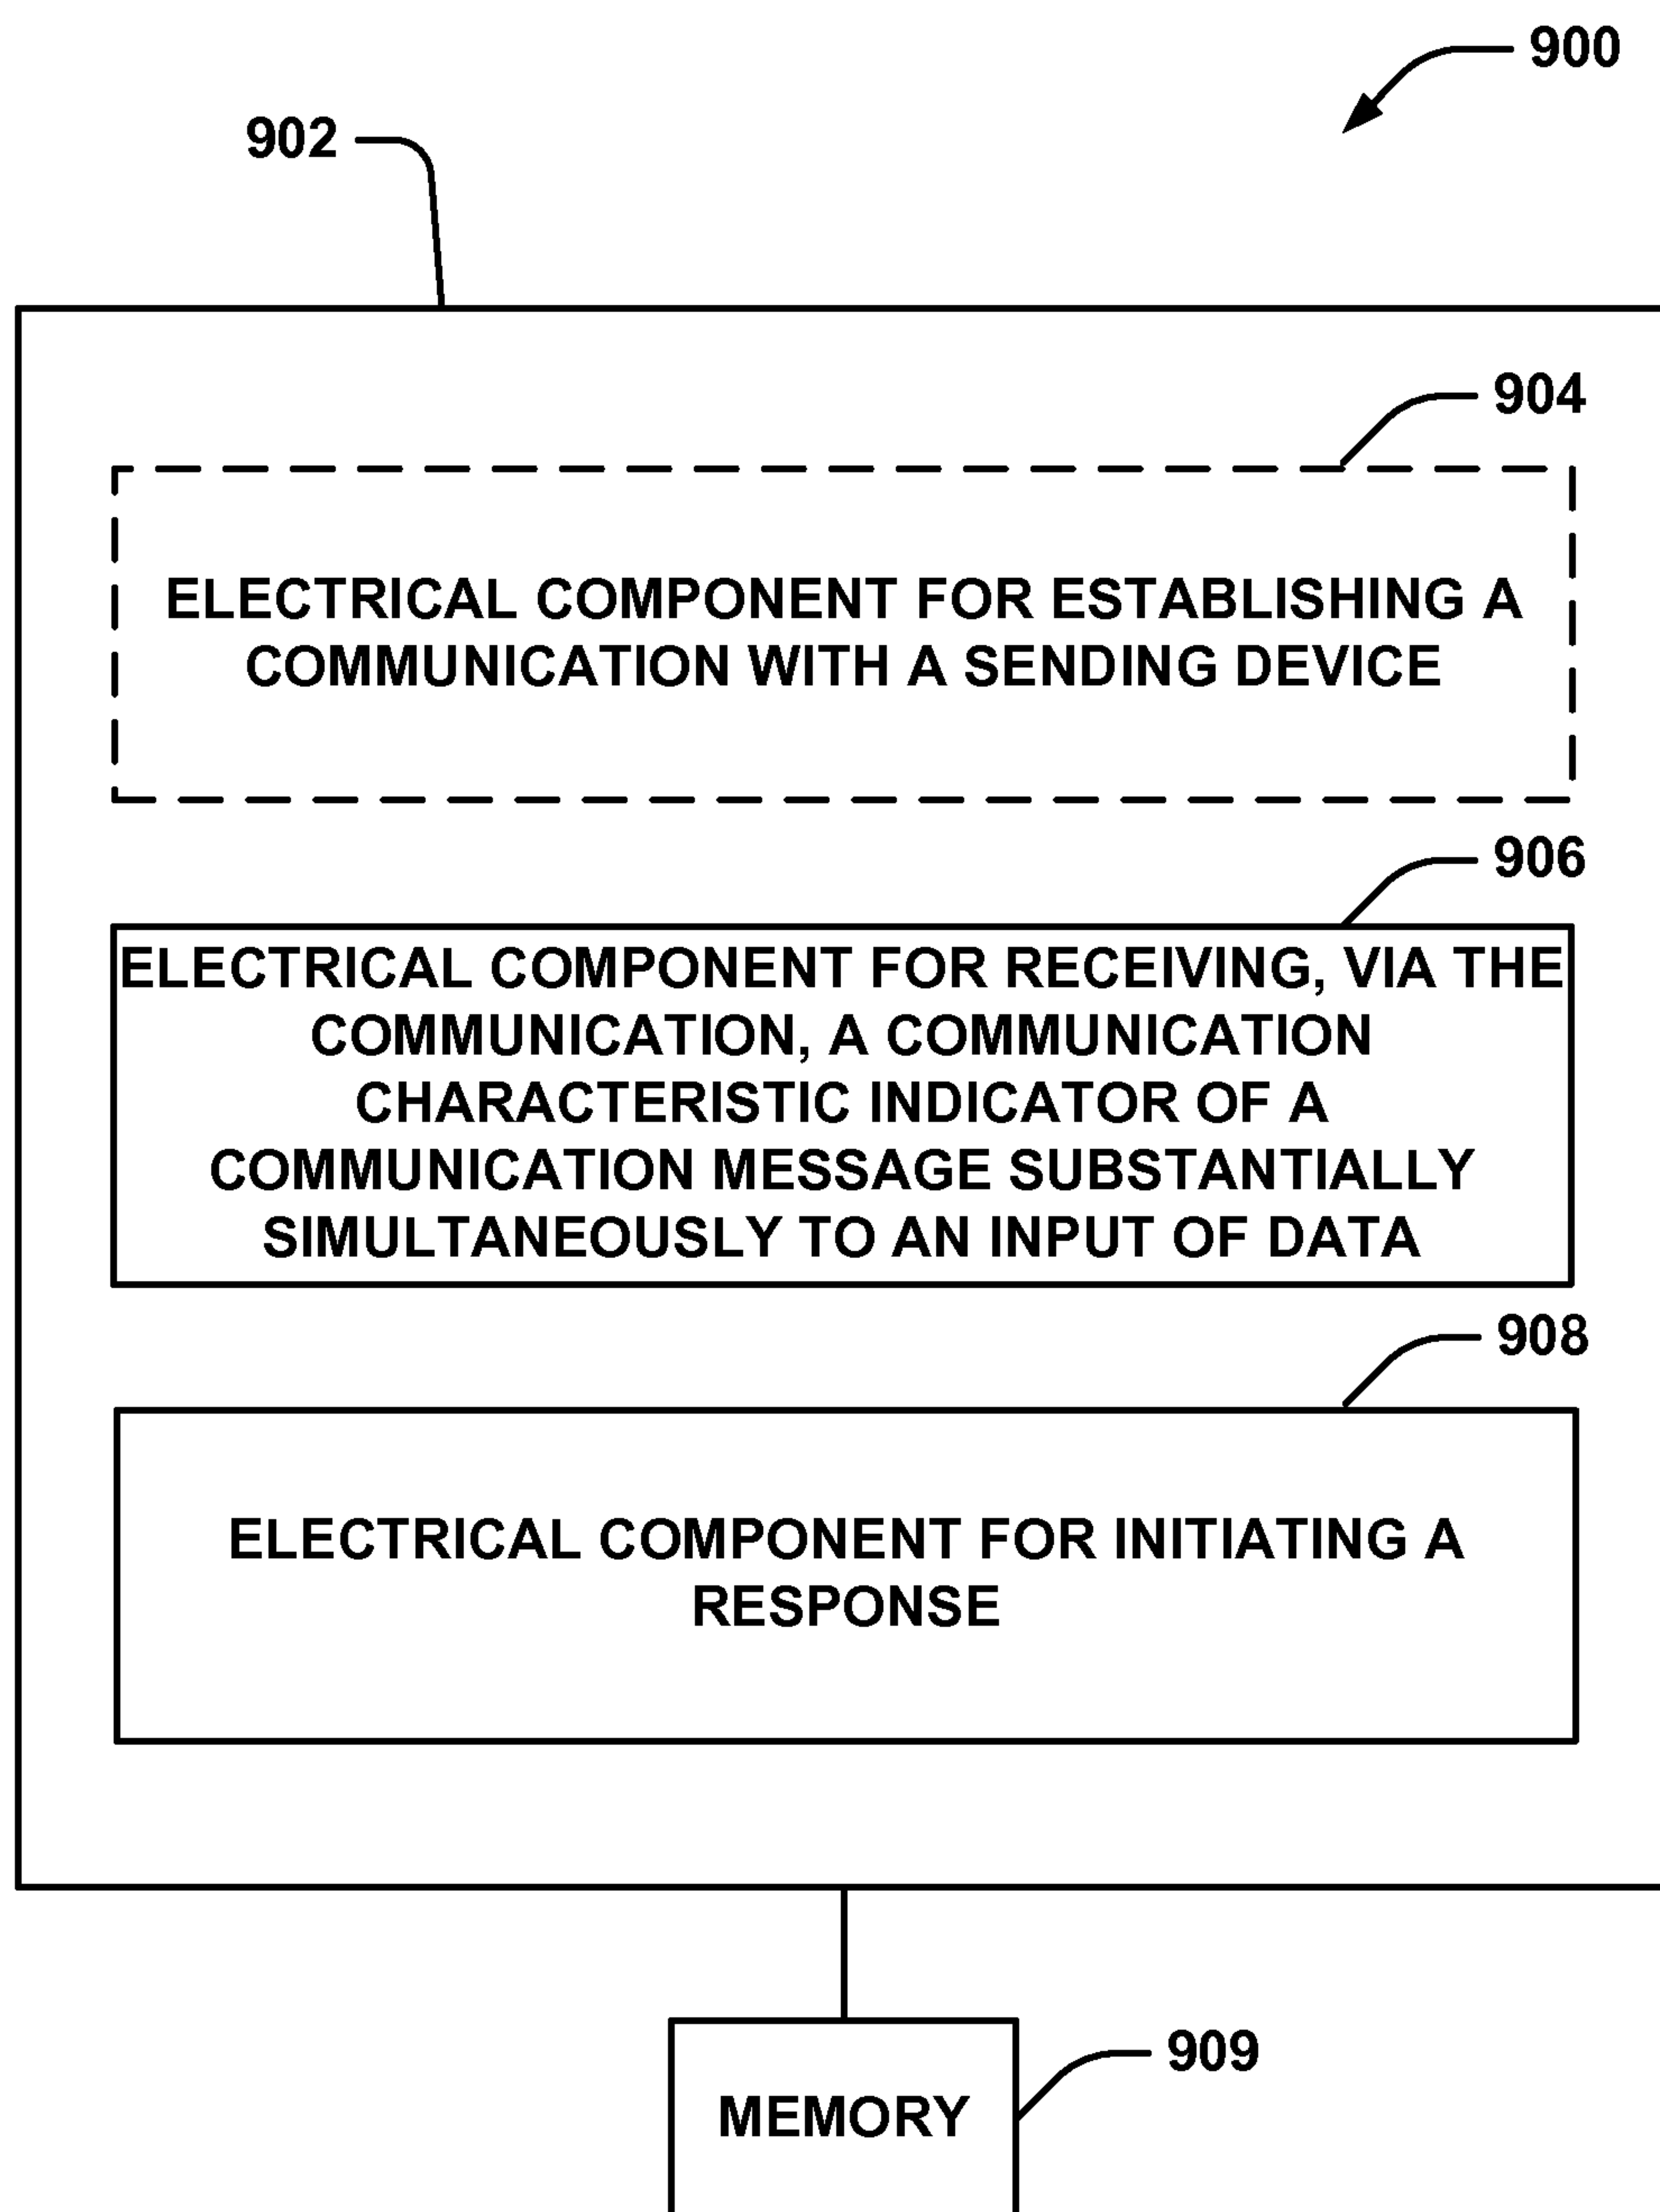 900
902
904
ELECTRICAL COMPONENT FOR ESTABLISHING A
COMMUNICATION WITH A SENDING DEVICE
906
ELECTRICAL COMPONENT FOR RECEIVING, VIA THE
COMMUNICATION, A COMMUNICATION
CHARACTERISTIC INDICATOR OF A
COMMUNICATION MESSAGE SUBSTANTIALLY
SIMULTANEOUSLY TO AN INPUT OF DATA
908
ELECTRICAL COMPONENT FOR INITIATING A
RESPONSE
909
MEMORY